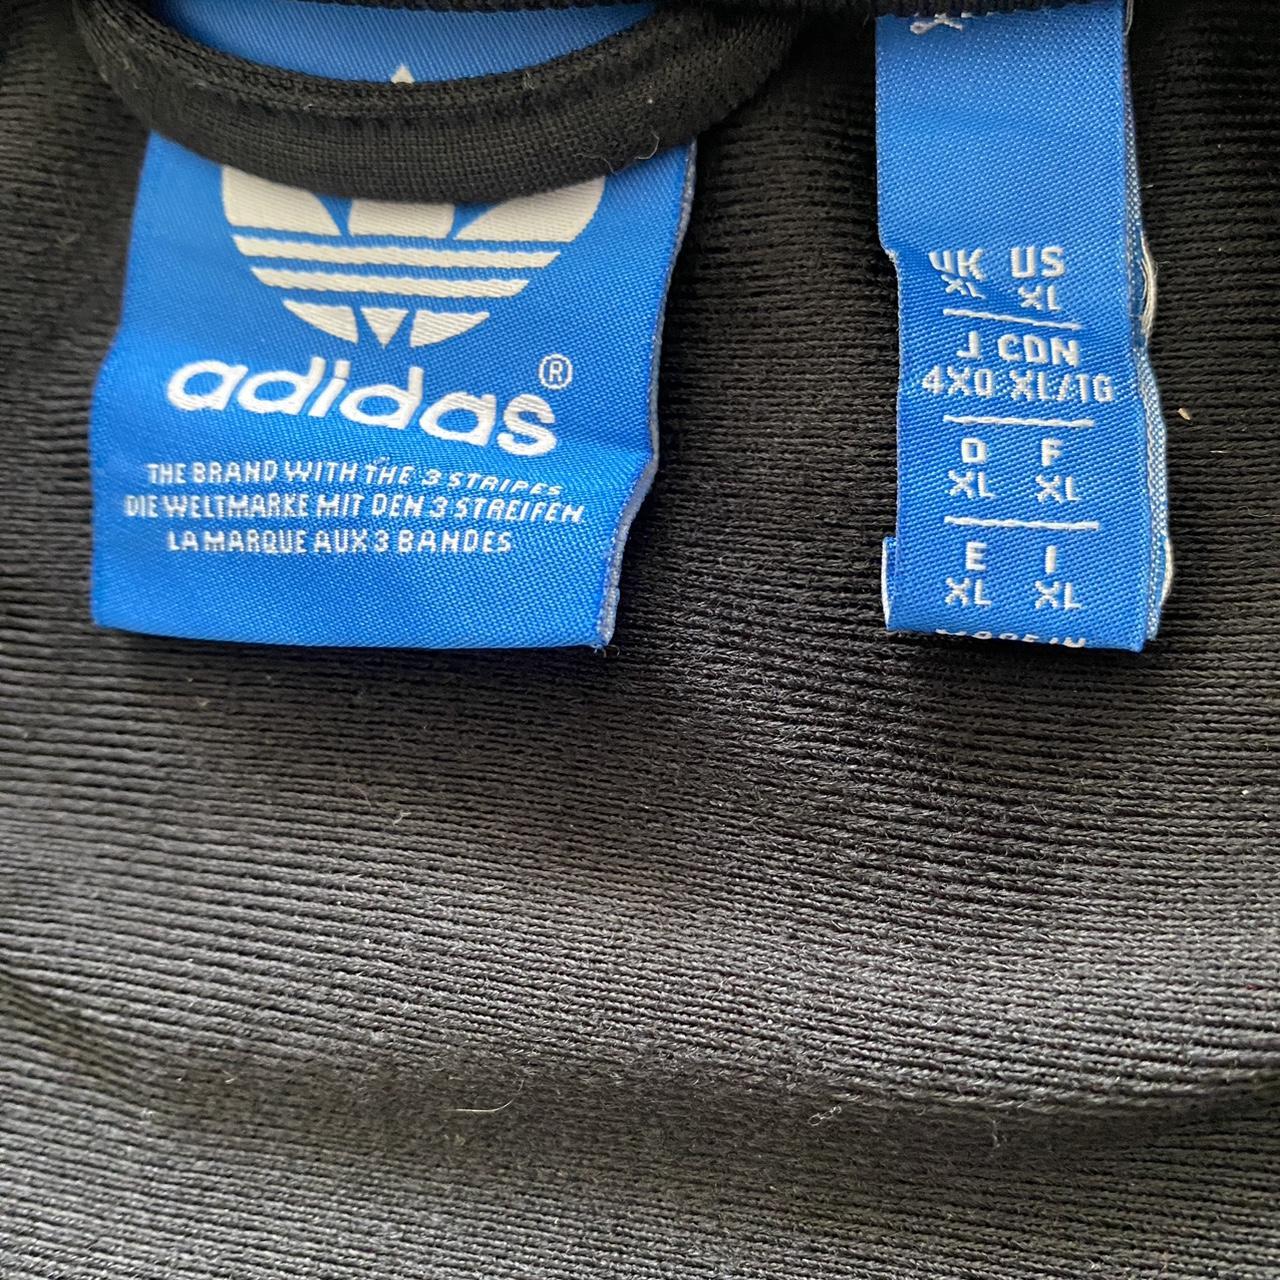 adidas®
THE BRAND WITH THE 3 STRIPES
DIE WELTMARKE MIT DEN 3 STREIFEN
LA MARQUE AUX 3 BANDES
UK US
XL XL
J CDN
4XO XL/TG
D F
XL XL
E I
XL XL